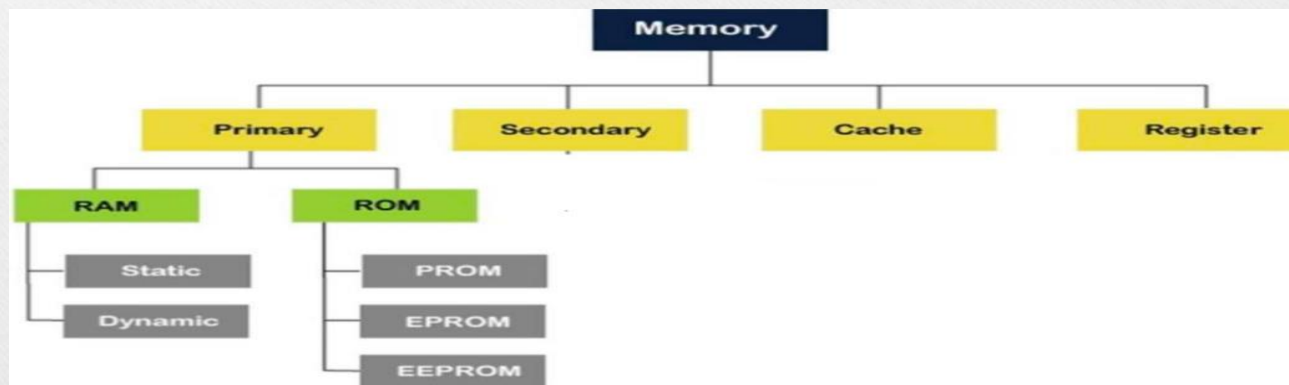 Memory
Primary Secondary Cache Register
RAM ROM
Static PROM
Dynamic EPROM
EEPROM